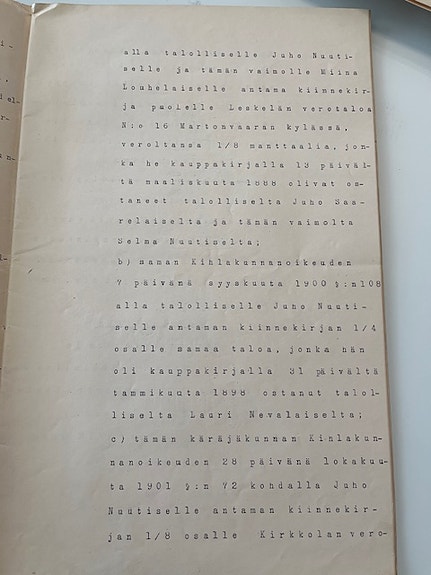 alla talolliselle Juho Nuuti-
selle ja tämän vaimolle Miina
Louhelaiselle antama kiinnekir-
ja puolelle Leskelän verotaloa
N:o 16 Martonvaaran kylässä,
veroltansa 1/8 manttaalia, jon-
ka he kauppakirjalla 13 päiväl-
tä maaliskuuta 1888 olivat os-
taneet talolliselta Juho Saa-
relaiselta ja tämän vaimolta
Selma Nuutiselta;
b) saman Kihlakunnanoikeuden
7 päivänä syyskuuta 1900 §:n 108
alla talolliselle Juho Nuuti-
selle antaman kiinnekirjan 1/4
osalle samaa taloa, jonka hän
oli kauppakirjalla 31 päivältä
tammikuuta 1898 ostanut talol-
liselta Lauri Nevalaiselta;
c) tämän käräjäkunnan Kihlakun-
nanoikeuden 28 päivänä lokakuu-
ta 1901 §:n 72 kohdalla Juho
Nuutiselle antaman kiinnekir-
jan 1/8 osalle Kirkkolan vero-